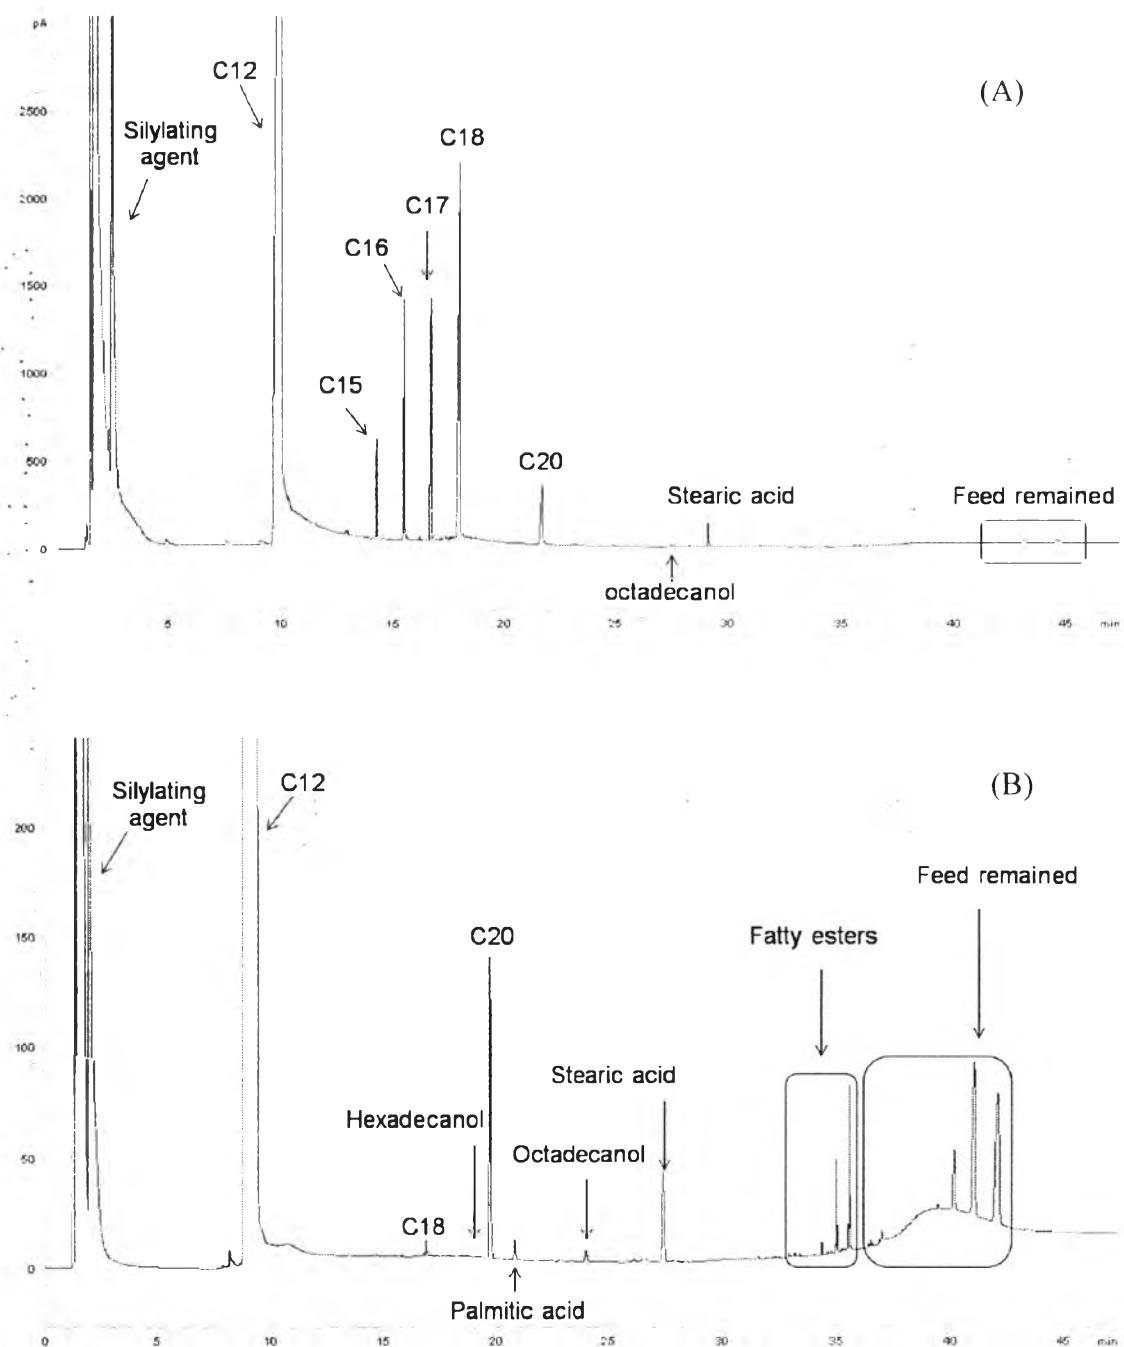 pA
(A)
C12
2500
Silylating
agent
C18
2000
C17
C16
1500
1000
C15
500
C20
Stearic acid
Feed remained
0
octadecanol
5
10
15
20
25
30
35
40
45
min
(B)
C12
Silylating
agent
200
Feed remained
150
C20
Fatty esters
100
Stearic acid
Hexadecanol
Octadecanol
50
C18
0
Palmitic acid
0
5
10
15
20
25
30
35
40
45
min